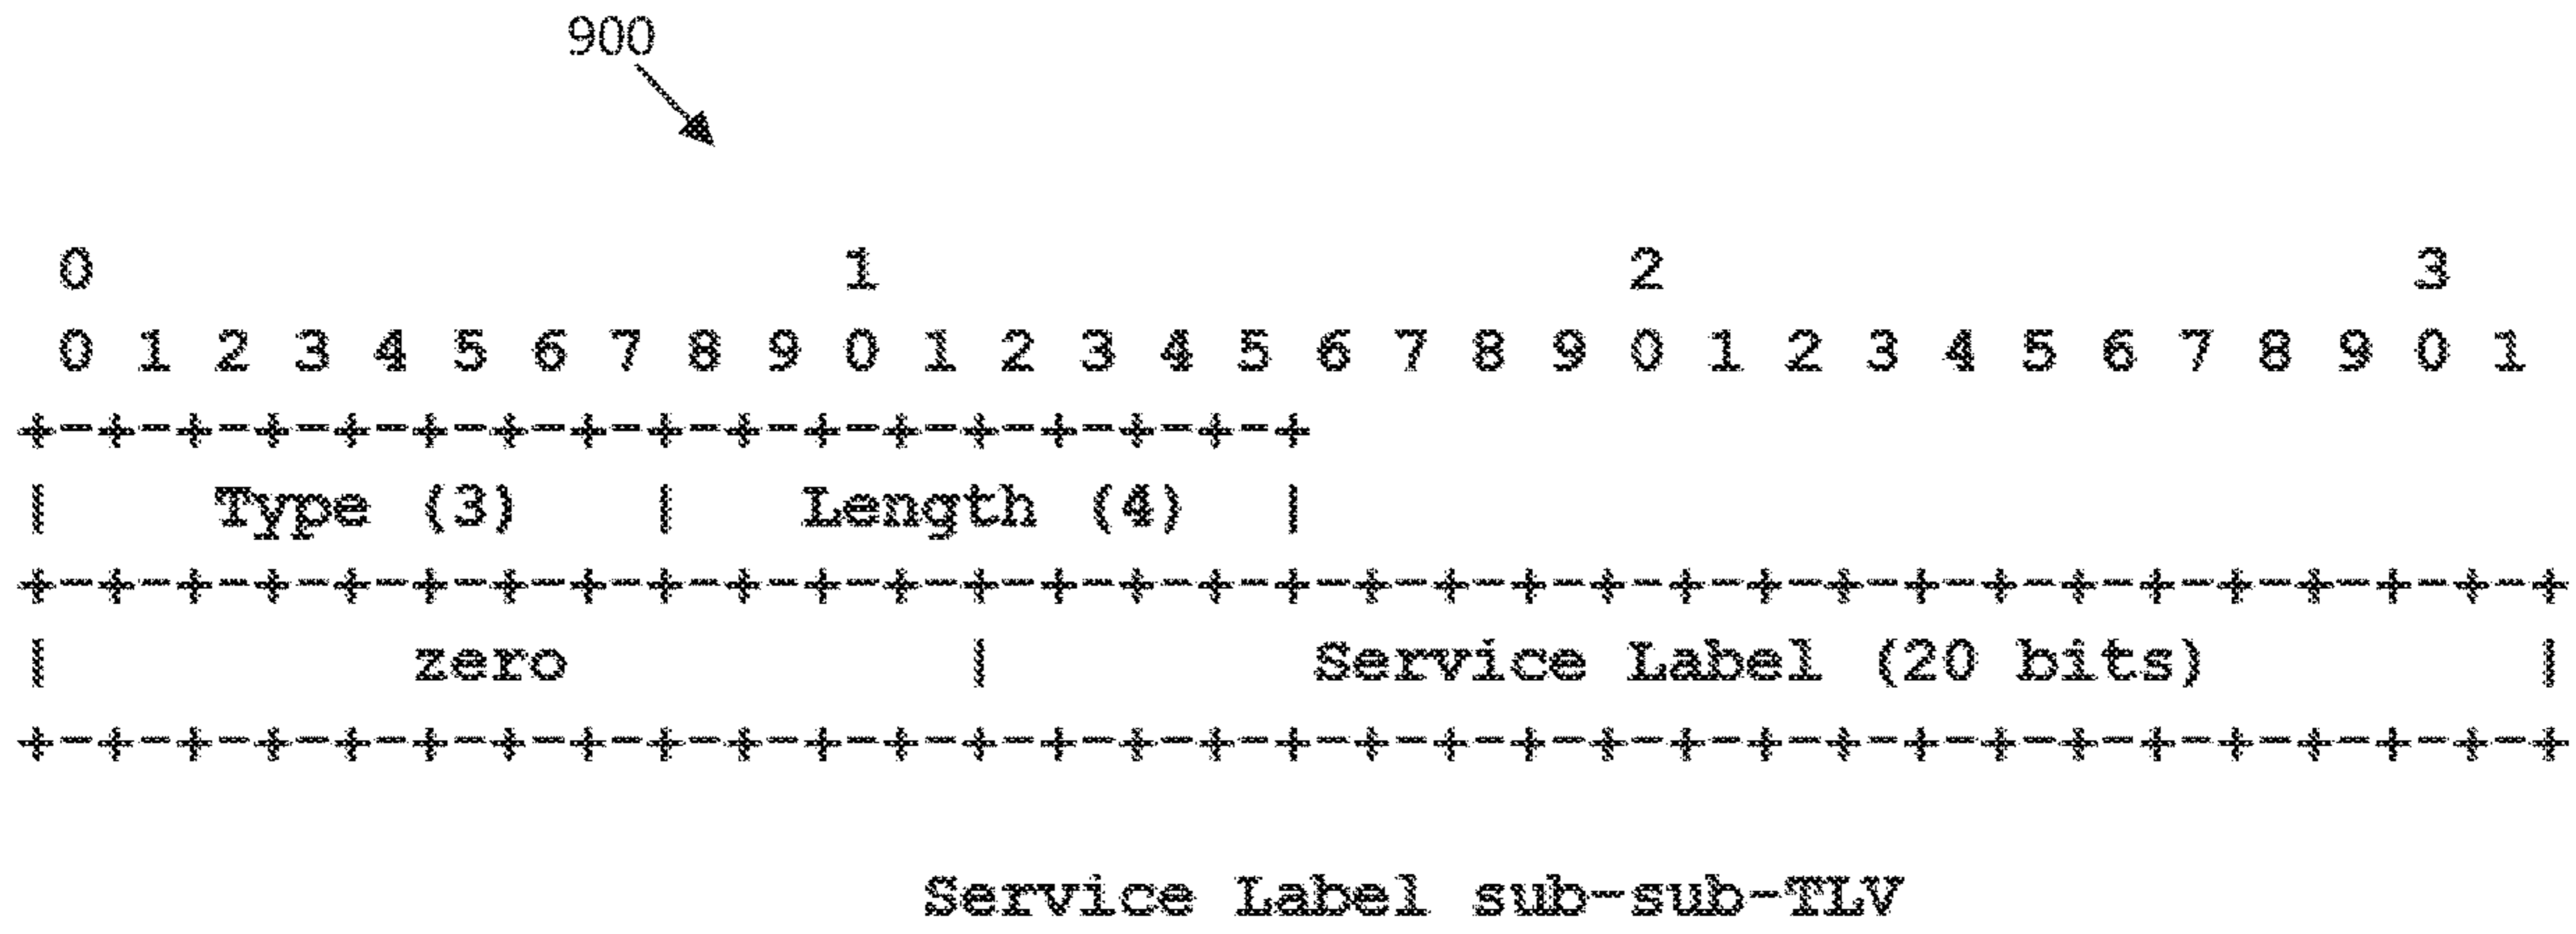 900
0 1 2 3
0 1 2 3 4 5 6 7 8 9 0 1 2 3 4 5 6 7 8 9 0 1 2 3 4 5 6 7 8 9 0 1
+-+-+-+-+-+-+-+-+-+-+-+-+-+-+-+-+
| Type (3) | Length (4) |
+-+-+-+-+-+-+-+-+-+-+-+-+-+-+-+-+-+-+-+-+-+-+-+-+-+-+-+-+-+-+-+-+
| zero | Service Label (20 bits) |
+-+-+-+-+-+-+-+-+-+-+-+-+-+-+-+-+-+-+-+-+-+-+-+-+-+-+-+-+-+-+-+-+
Service Label sub-sub-TLV